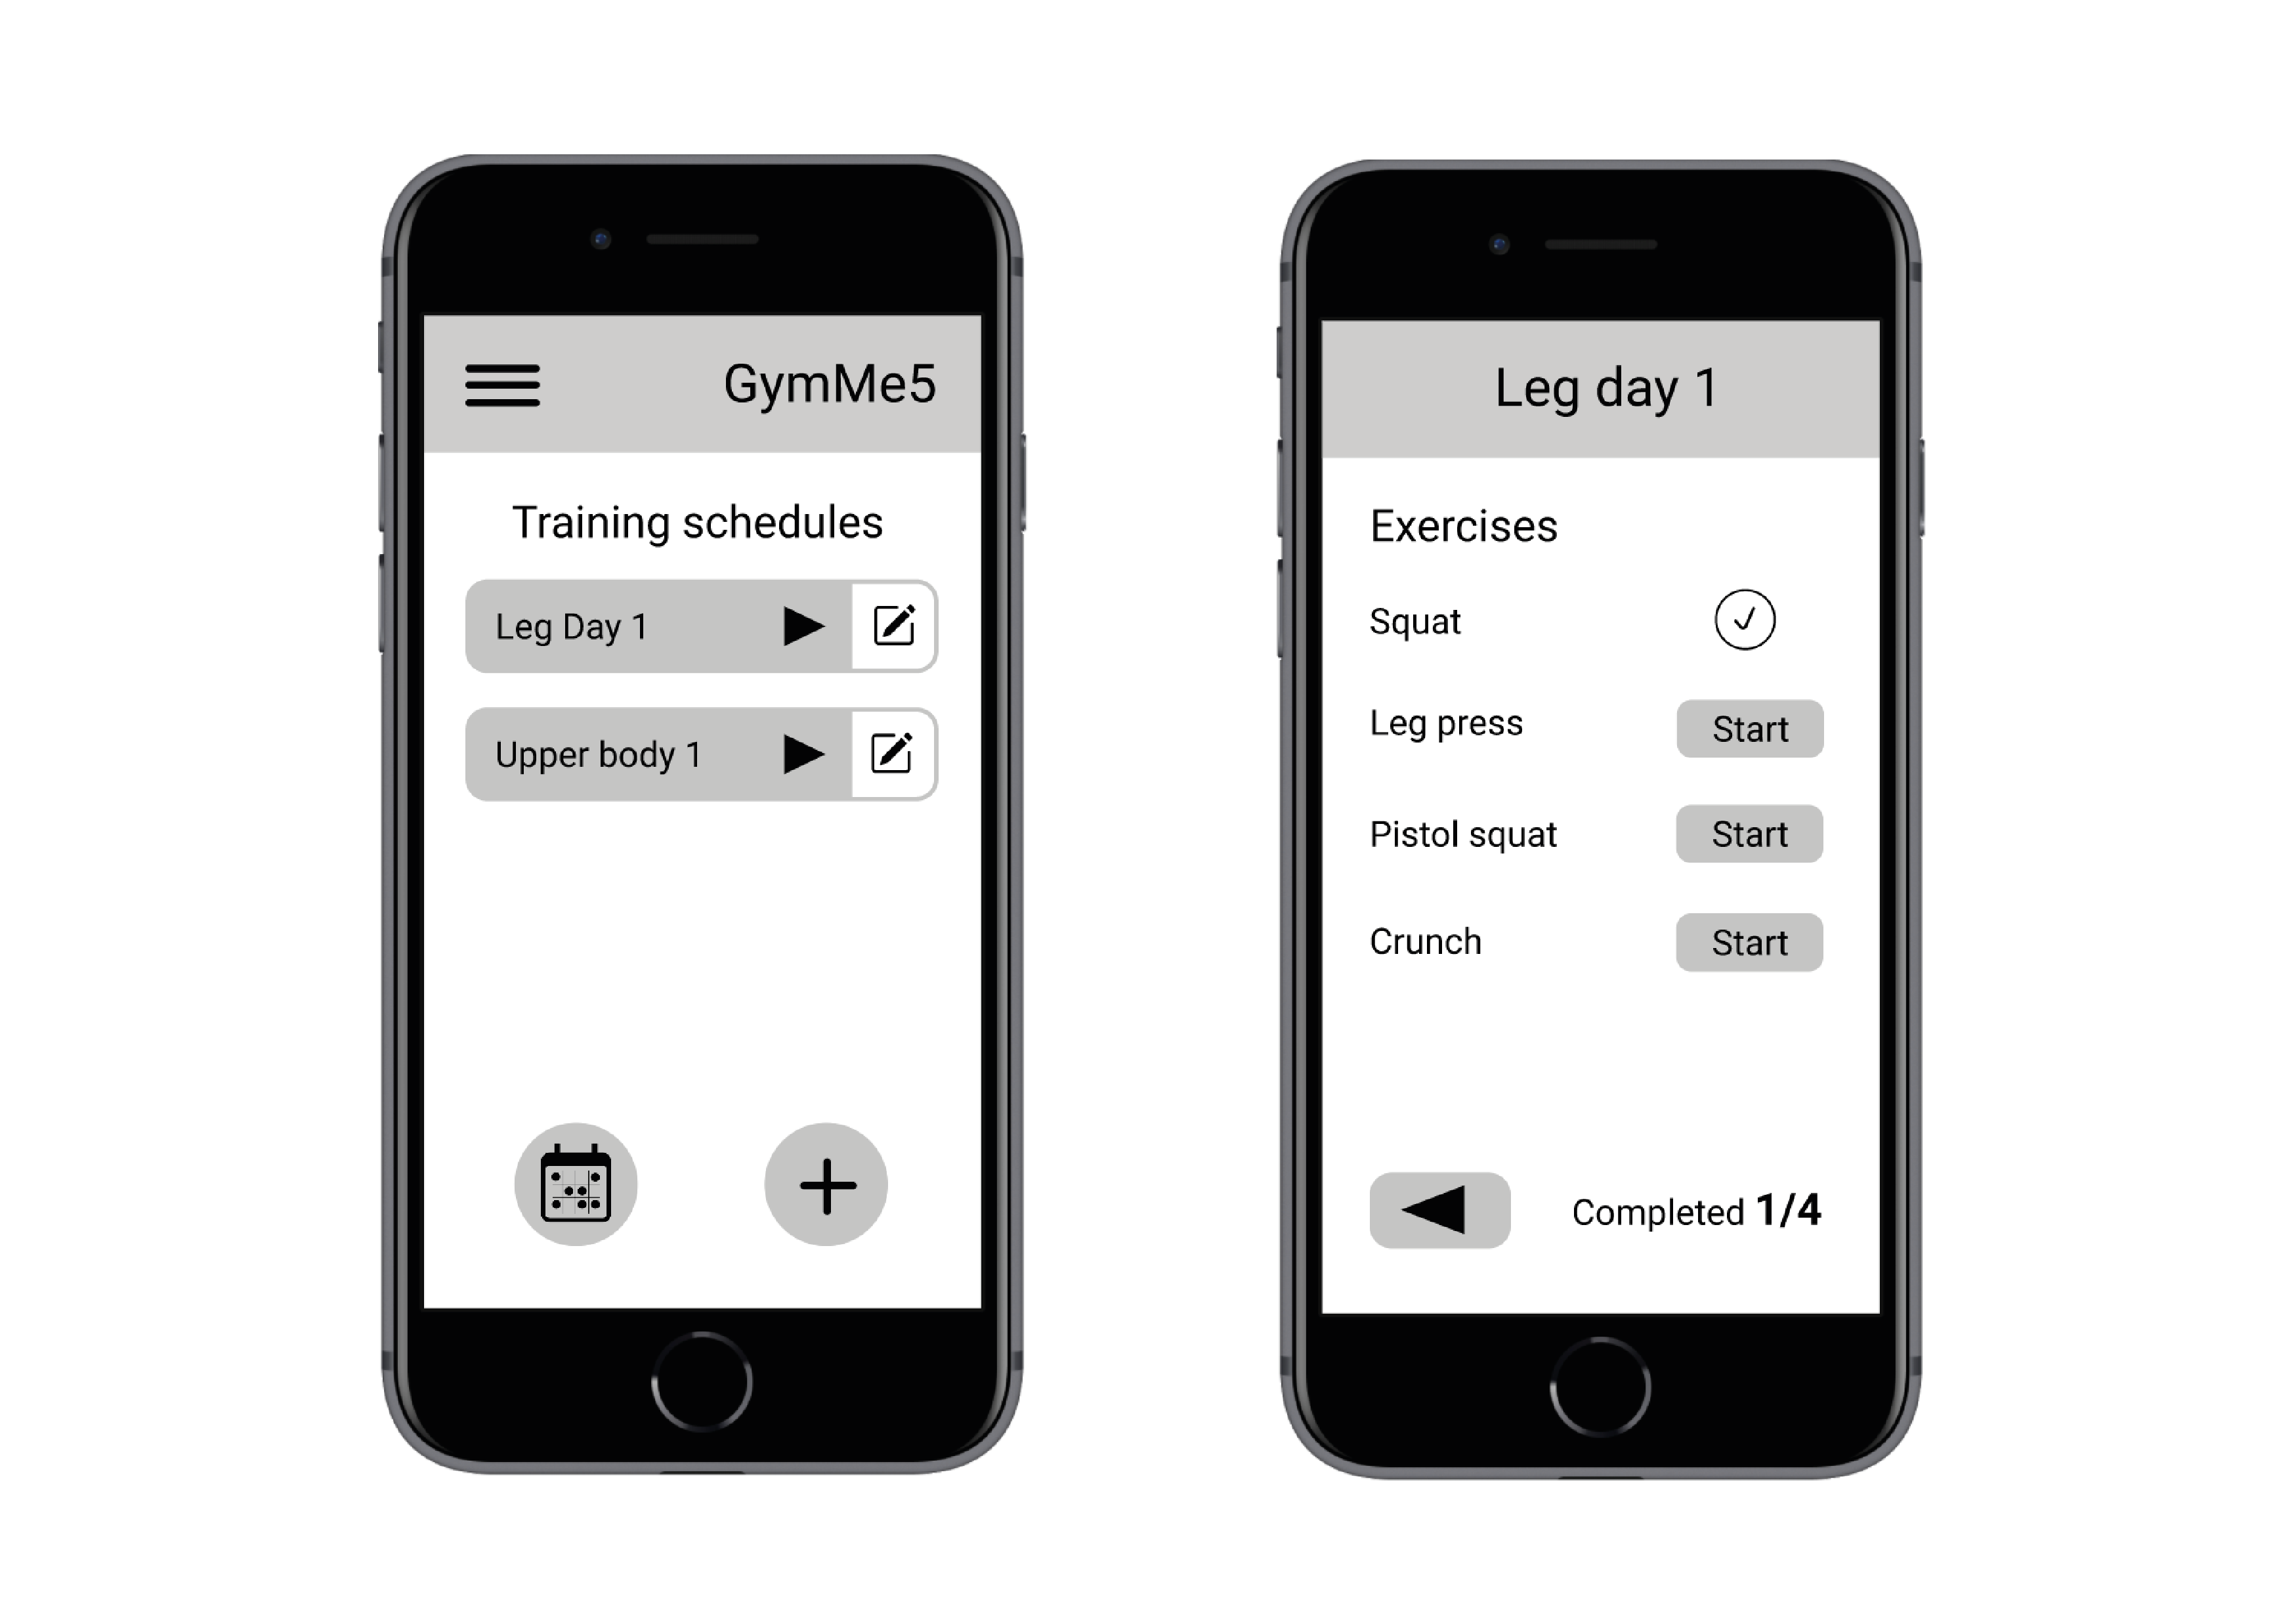 GymMe5
Training schedules
Leg Day 1
Upper body 1
Leg day 1
Exercises
Squat
Leg press Start
Pistol squat Start
Crunch Start
Completed 1/4